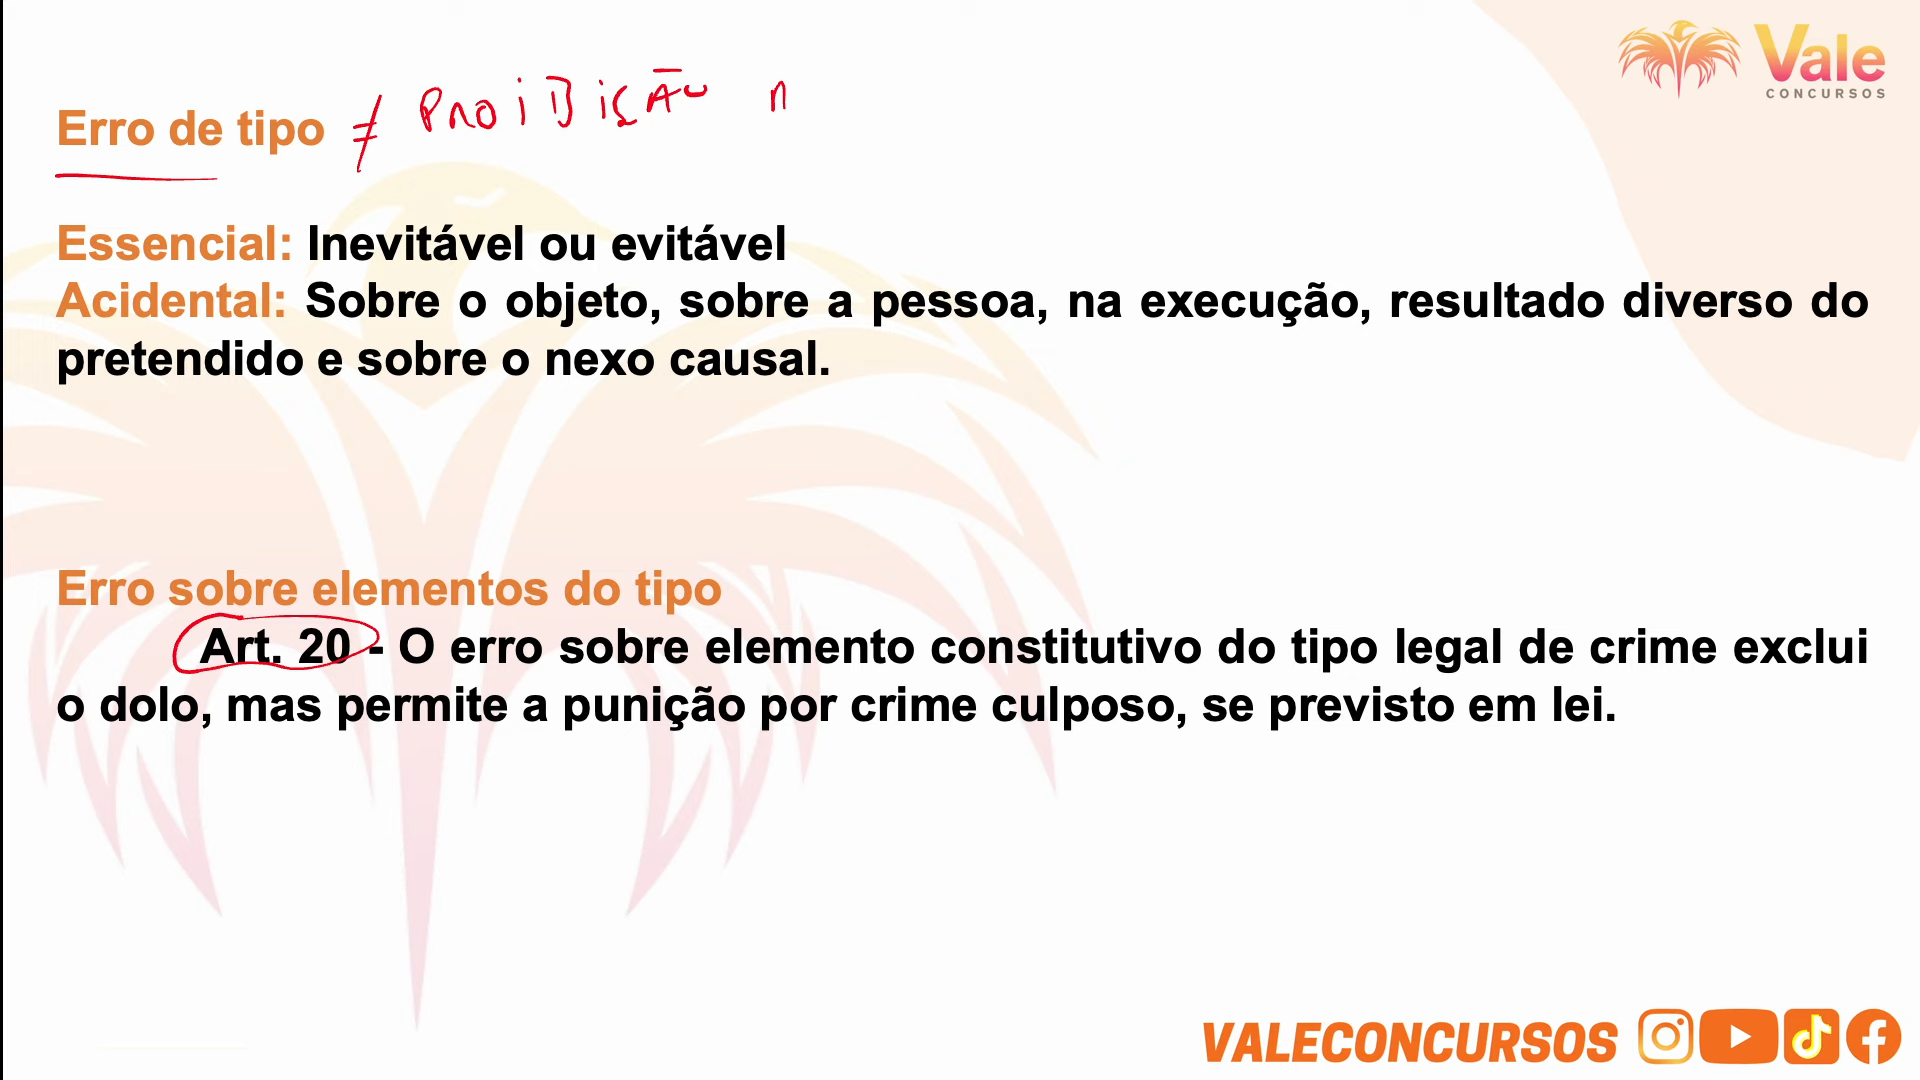 Vale
CONCURSOS
Erro de tipo ≠ PROIBIÇÃO
Essencial: Inevitável ou evitável
Acidental: Sobre o objeto, sobre a pessoa, na execução, resultado diverso do
pretendido e sobre o nexo causal.
Erro sobre elementos do tipo
Art. 20 - O erro sobre elemento constitutivo do tipo legal de crime exclui
o dolo, mas permite a punição por crime culposo, se previsto em lei.
VALECONCURSOS